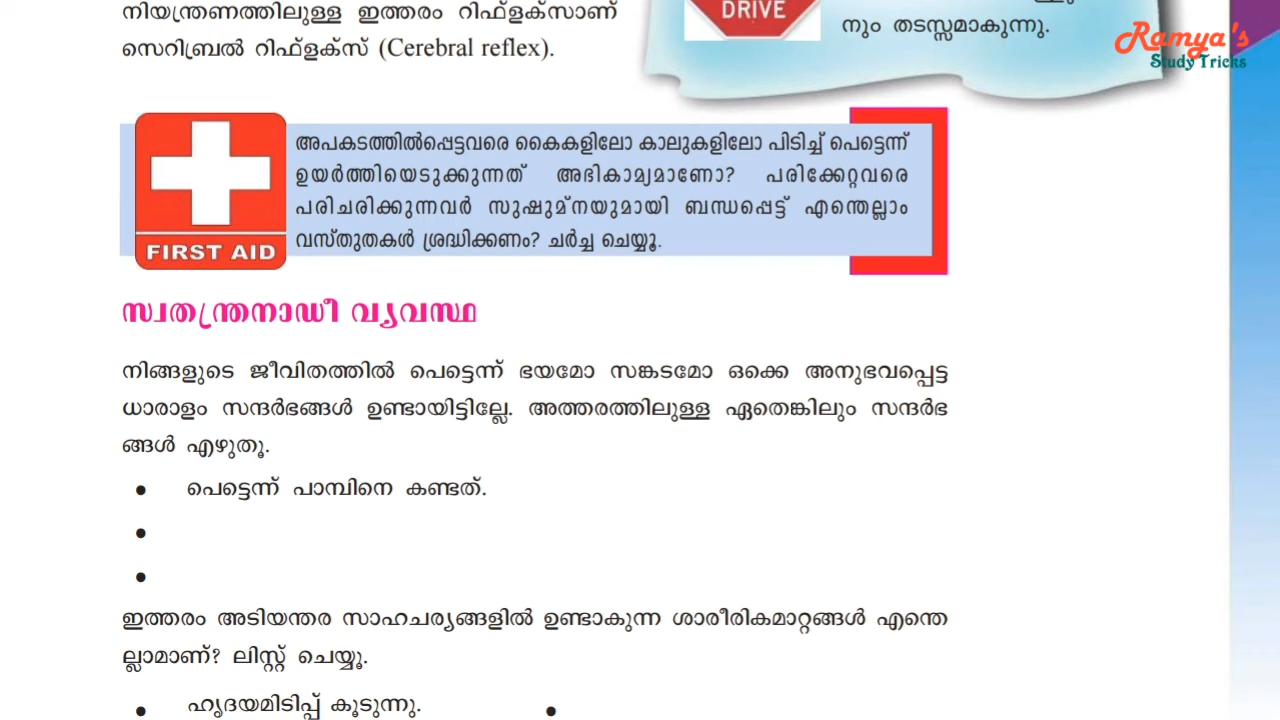 നിയന്ത്രണത്തിലുള്ള ഇത്തരം റിഫ്ളക്സാണ്
സെറിബ്രൽ റിഫ്ളക്സ് (Cerebral reflex).
DRIVE
നും തടസ്സമാകുന്നു.
Ramya's
Study Tricks
അപകടത്തിൽപ്പെട്ടവരെ കൈകളിലോ കാലുകളിലോ പിടിച്ച് പെട്ടെന്ന്
ഉയർത്തിയെടുക്കുന്നത് അഭികാമ്യമാണോ? പരിക്കേറ്റവരെ
പരിചരിക്കുന്നവർ സുഷുമ്നയുമായി ബന്ധപ്പെട്ട് എന്തെല്ലാം
വസ്തുതകൾ ശ്രദ്ധിക്കണം? ചർച്ച ചെയ്യൂ.
FIRST AID
സ്വതന്ത്രനാഡീ വ്യവസ്ഥ
നിങ്ങളുടെ ജീവിതത്തിൽ പെട്ടെന്ന് ഭയമോ സങ്കടമോ ഒക്കെ അനുഭവപ്പെട്ട
ധാരാളം സന്ദർഭങ്ങൾ ഉണ്ടായിട്ടില്ലേ. അത്തരത്തിലുള്ള ഏതെങ്കിലും സന്ദർഭ
ങ്ങൾ എഴുതൂ.
• പെട്ടെന്ന് പാമ്പിനെ കണ്ടത്.
•
•
ഇത്തരം അടിയന്തര സാഹചര്യങ്ങളിൽ ഉണ്ടാകുന്ന ശാരീരികമാറ്റങ്ങൾ എന്തെ
ല്ലാമാണ്? ലിസ്റ്റ് ചെയ്യൂ.
• ഹൃദയമിടിപ്പ് കൂടുന്നു. •